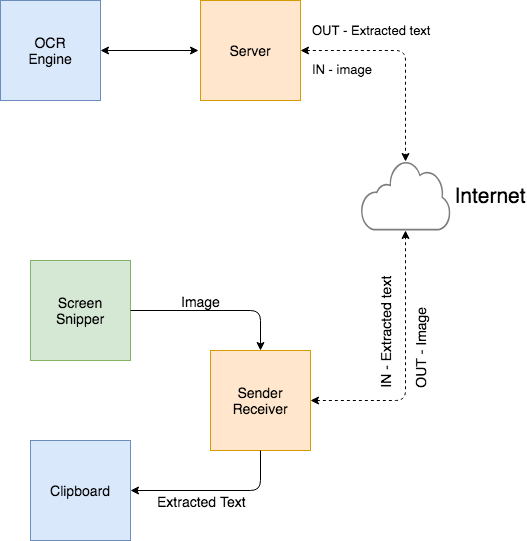 OCR
Engine
Server
OUT - Extracted text
IN - image
Internet
Screen
Snipper
Image
IN - Extracted text
OUT - Image
Sender
Receiver
Clipboard
Extracted Text